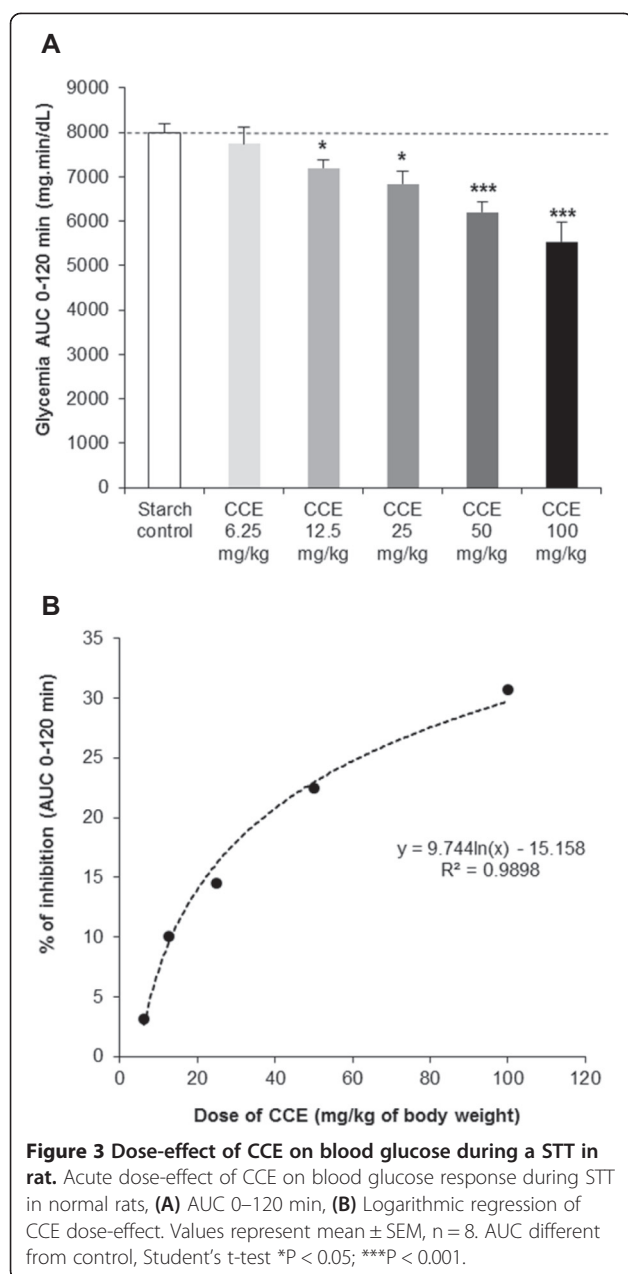 A
Glycemia AUC 0-120 min (mg.min/dL)
9000
8000
7000
6000
5000
4000
3000
2000
1000
0
* * *** ***
Starch control
CCE 6.25 mg/kg
CCE 12.5 mg/kg
CCE 25 mg/kg
CCE 50 mg/kg
CCE 100 mg/kg
B
% of inhibition (AUC 0-120 min)
35
30
25
20
15
10
5
0
y = 9.744ln(x) - 15.158
R² = 0.9898
0 20 40 60 80 100 120
Dose of CCE (mg/kg of body weight)
Figure 3 Dose-effect of CCE on blood glucose during a STT in
rat. Acute dose-effect of CCE on blood glucose response during STT
in normal rats, (A) AUC 0–120 min, (B) Logarithmic regression of
CCE dose-effect. Values represent mean ± SEM, n = 8. AUC different
from control, Student's t-test *P < 0.05; ***P < 0.001.